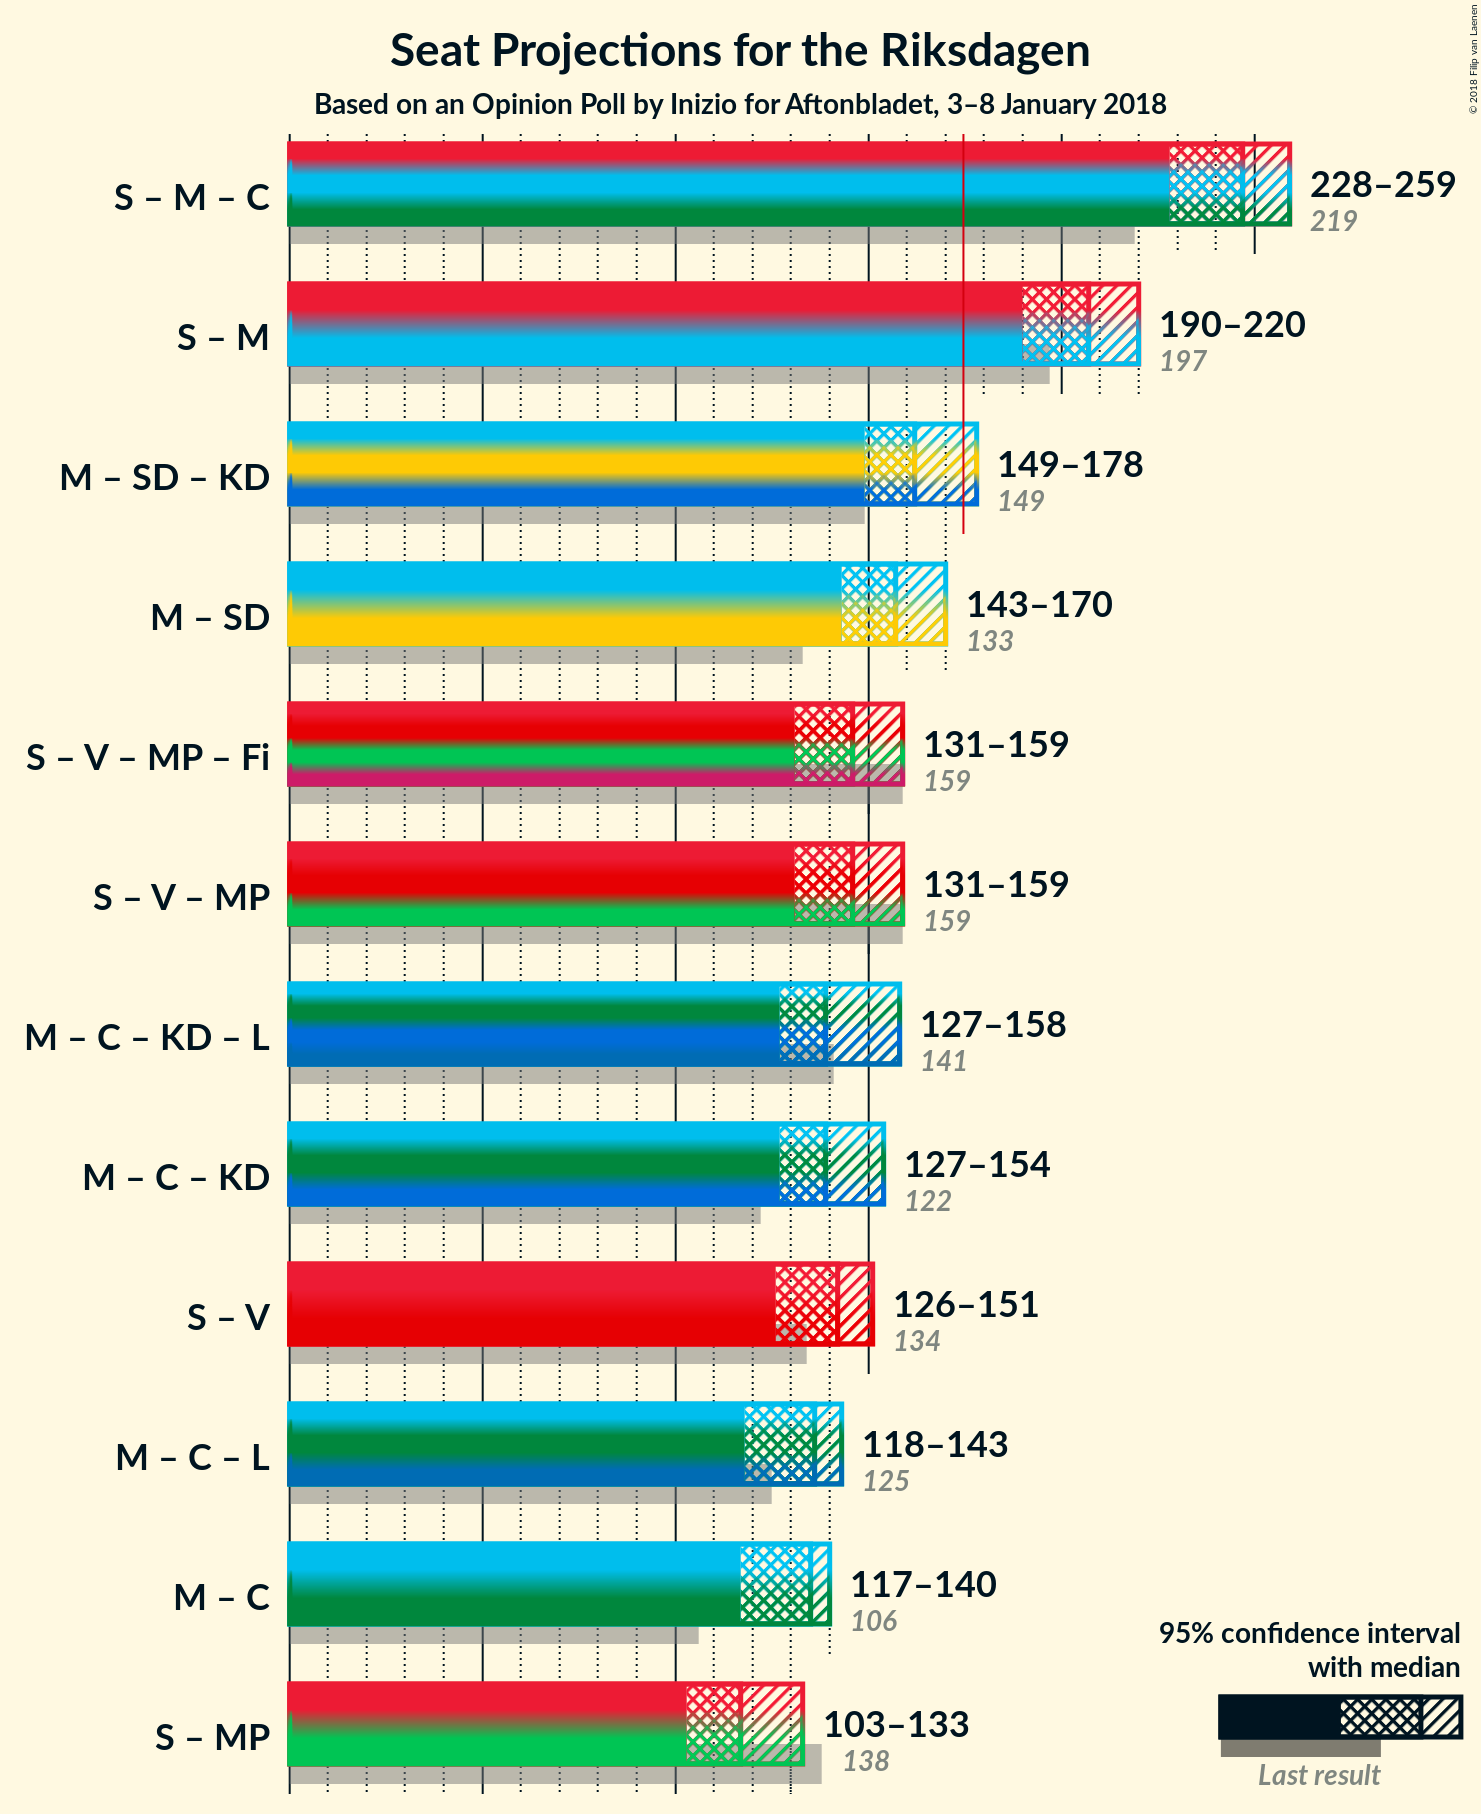 Seat Projections for the Riksdagen
Based on an Opinion Poll by Inizio for Aftonbladet, 3–8 January 2018
© 2018 Filip van Laenen
S – M – C
228–259
219
S – M
190–220
197
M – SD – KD
149–178
149
M – SD
143–170
133
S – V – MP – Fi
131–159
159
S – V – MP
131–159
159
M – C – KD – L
127–158
141
M – C – KD
127–154
122
S – V
126–151
134
M – C – L
118–143
125
M – C
117–140
106
S – MP
103–133
138
95% confidence interval
with median
Last result